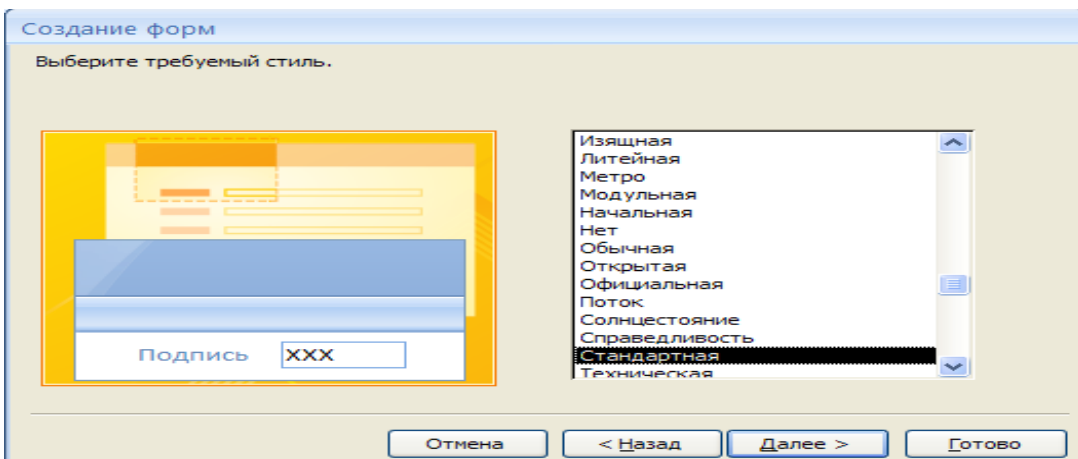 Создание форм
Выберите требуемый стиль.
Изящная
Литейная
Метро
Модульная
Начальная
Нет
Обычная
Открытая
Официальная
Поток
Солнцестояние
Справедливость
Стандартная
Техническая
Подпись XXX
Отмена < Назад Далее > Готово